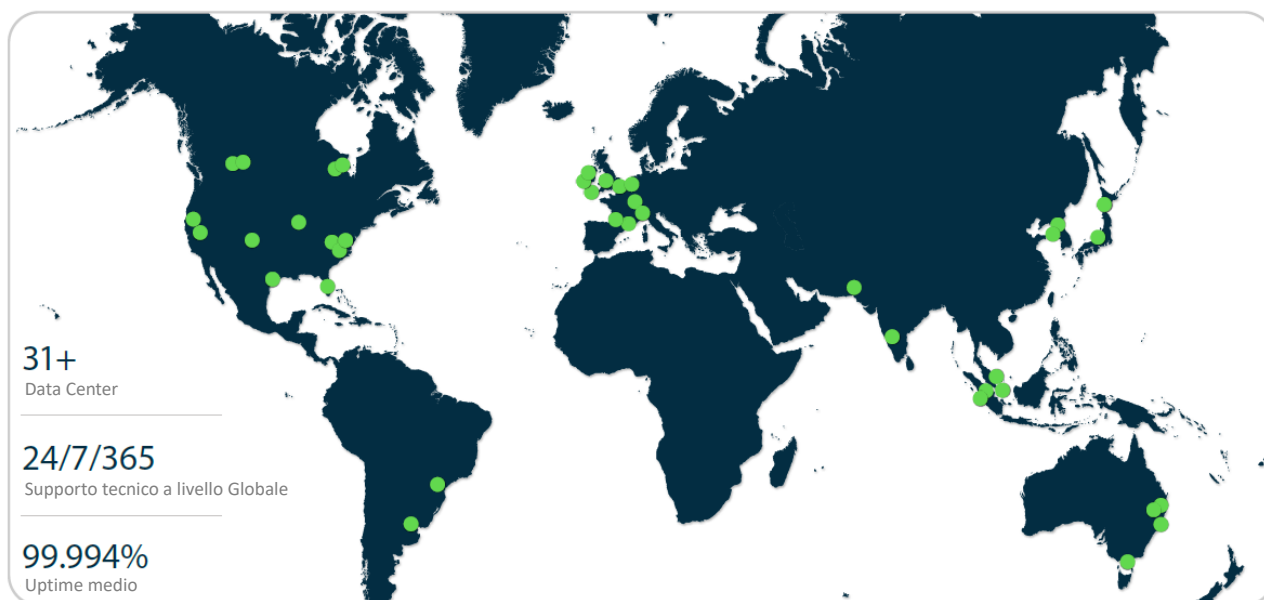 31+
Data Center
24/7/365
Supporto tecnico a livello Globale
99.994%
Uptime medio